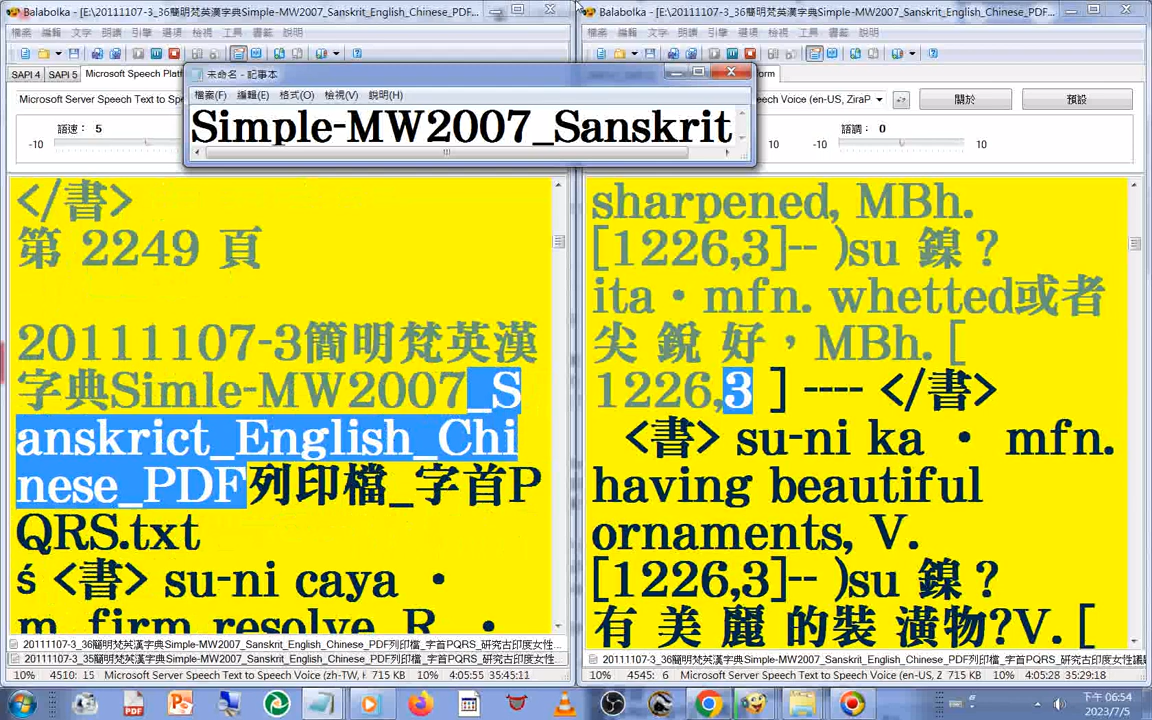 Balabolka - [E:\20111107-3_36簡明梵英漢字典Simple-MW2007_Sanskrit_English_Chinese_PDF...
Balabolka - [E:\20111107-3_36簡明梵英漢字典Simple-MW2007_Sanskrit_English_Chinese_PDF...
檔案 編輯 文字 朗讀 引擎 選項 檢視 工具 書籤 說明
檔案 編輯 文字 朗讀 引擎 選項 檢視 工具 書籤 說明
SAPI 4 SAPI 5 Microsoft Speech Platf
未命名 - 記事本
orm
檔案(F) 編輯(E) 格式(O) 檢視(V) 說明(H)
Simple-MW2007_Sanskrit
Microsoft Server Speech Text to Spe
eech Voice (en-US, ZiraP
關於
預設
語速： 5
-10
語調： 0
10
-10
10
</書>
第 2249 頁
20111107-3簡明梵英漢
字典Simle-MW2007_S
anskrict_English_Chi
nese_PDF列印檔_字首P
QRS.txt
ś <書> su-ni caya •
m. firm resolve, R. •
sharpened, MBh.
[1226,3]-- )su 鎳？
ita • mfn. whetted或者
尖 銳 好，MBh. [
1226,3 ] ---- </書>
<書> su-ni ka • mfn.
having beautiful
ornaments, V.
[1226,3]-- )su 鎳？
有 美 麗 的裝 潢物?V. [
20111107-3_36簡明梵英漢字典Simple-MW2007_Sanskrit_English_Chinese_PDF列印檔_字首PQRS_研究古印度女性...
20111107-3_35簡明梵英漢字典Simple-MW2007_Sanskrit_English_Chinese_PDF列印檔_字首PQRS_研究古印度女性...
20111107-3_36簡明梵英漢字典Simple-MW2007_Sanskrit_English_Chinese_PDF列印檔_字首PQRS_研究古印度女性議
10% 4510: 15 Microsoft Server Speech Text to Speech Voice (zh-TW, H 715 KB 10% 4:05:55 35:45:11
10% 4545: 6 Microsoft Server Speech Text to Speech Voice (en-US, Z 715 KB 10% 4:05:28 35:29:18
下午 06:54
2023/7/5